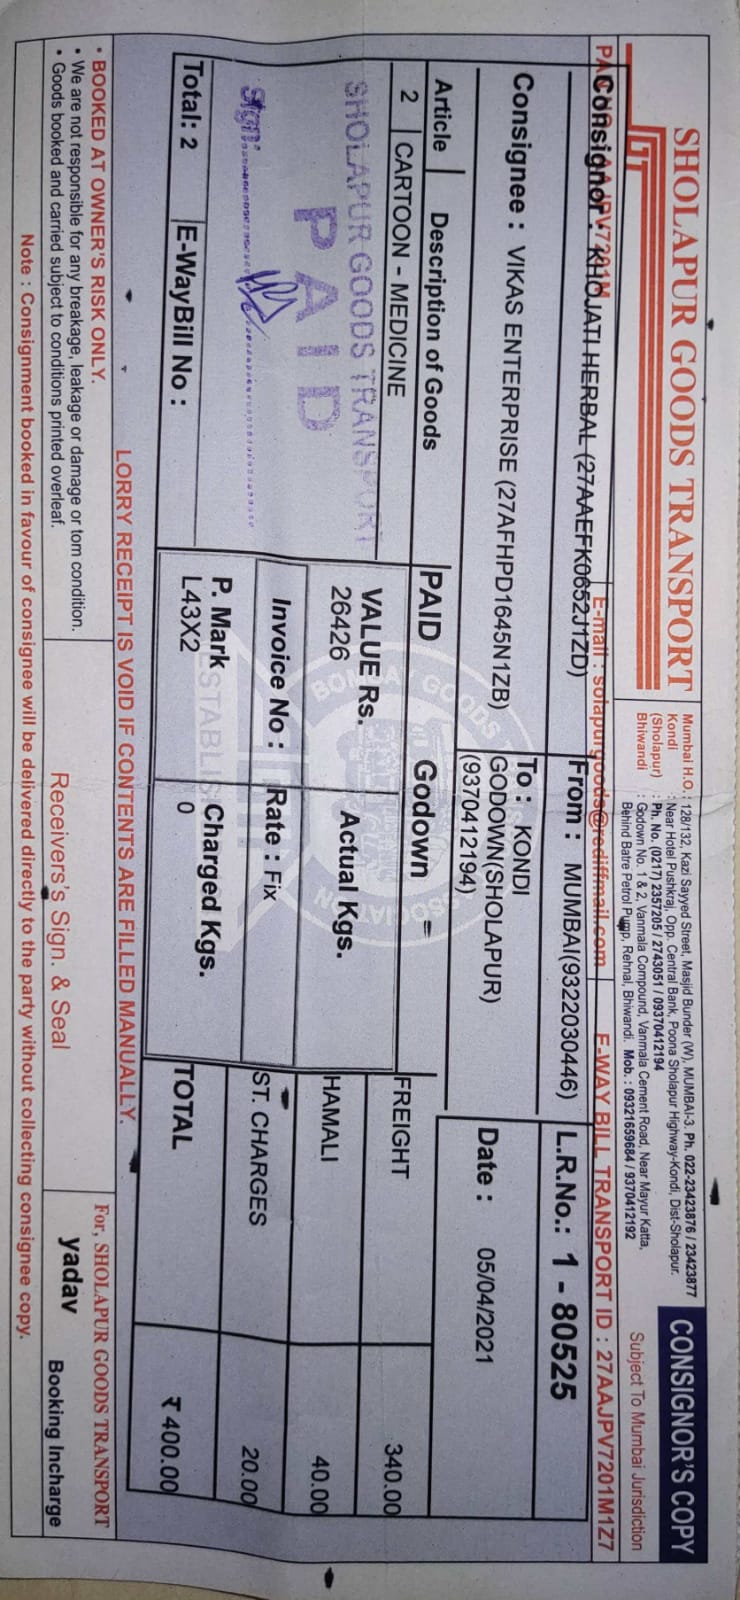 SHOLAPUR GOODS TRANSPORT
Mumbai H.O. : 128/132, Kazi Sayyed Street, Masjid Bunder (W), MUMBAI-3. Ph. 022-23423876 / 23423877
Kondi : Near Hotel Pushkraj, Opp. Central Bank, Poona Sholapur Highway-Kondi, Dist-Sholapur.
(Sholapur) : Ph. No. (0217) 2357205 / 2743051 / 09370412194
Bhiwandi : Godown No. 1 & 2, Vanmala Compound, Vanmala Cement Road, Near Mayur Katta,
Behind Batre Petrol Pump, Rehnal, Bhiwandi. Mob. : 09321659684 / 9370412192
CONSIGNOR'S COPY
Subject To Mumbai Jurisdiction
E-mail : solapurgoods@rediffmail.com
E-WAY BILL TRANSPORT ID : 27AAJPV7201M1Z7
Consignor : KHOJATI HERBAL (27AAEFK0652J1ZD)
From : MUMBAI(9322030446)
L.R.No.: 1 - 80525
Consignee : VIKAS ENTERPRISE (27AFHPD1645N1ZB)
To : KONDI
GODOWN(SHOLAPUR)
(9370412194)
Date : 05/04/2021
Article Description of Goods PAID Godown
2 CARTOON - MEDICINE
VALUE Rs. 26426
Actual Kgs.
FREIGHT 340.00
SHOLAPUR GOODS TRANSPORT
PAID
Sign:
HAMALI 40.00
Invoice No : Rate : Fix
ST. CHARGES 20.00
Total: 2 E-WayBill No :
P. Mark L43X2
Charged Kgs. 0
TOTAL ₹ 400.00
BOMBAY GOODS ASSOCIATION
LORRY RECEIPT IS VOID IF CONTENTS ARE FILLED MANUALLY.
• BOOKED AT OWNER'S RISK ONLY.
• We are not responsible for any breakage, leakage or damage or torn condition.
• Goods booked and carried subject to conditions printed overleaf.
Receivers's Sign. & Seal
For, SHOLAPUR GOODS TRANSPORT
yadav Booking Incharge
Note : Consignment booked in favour of consignee will be delivered directly to the party without collecting consignee copy.